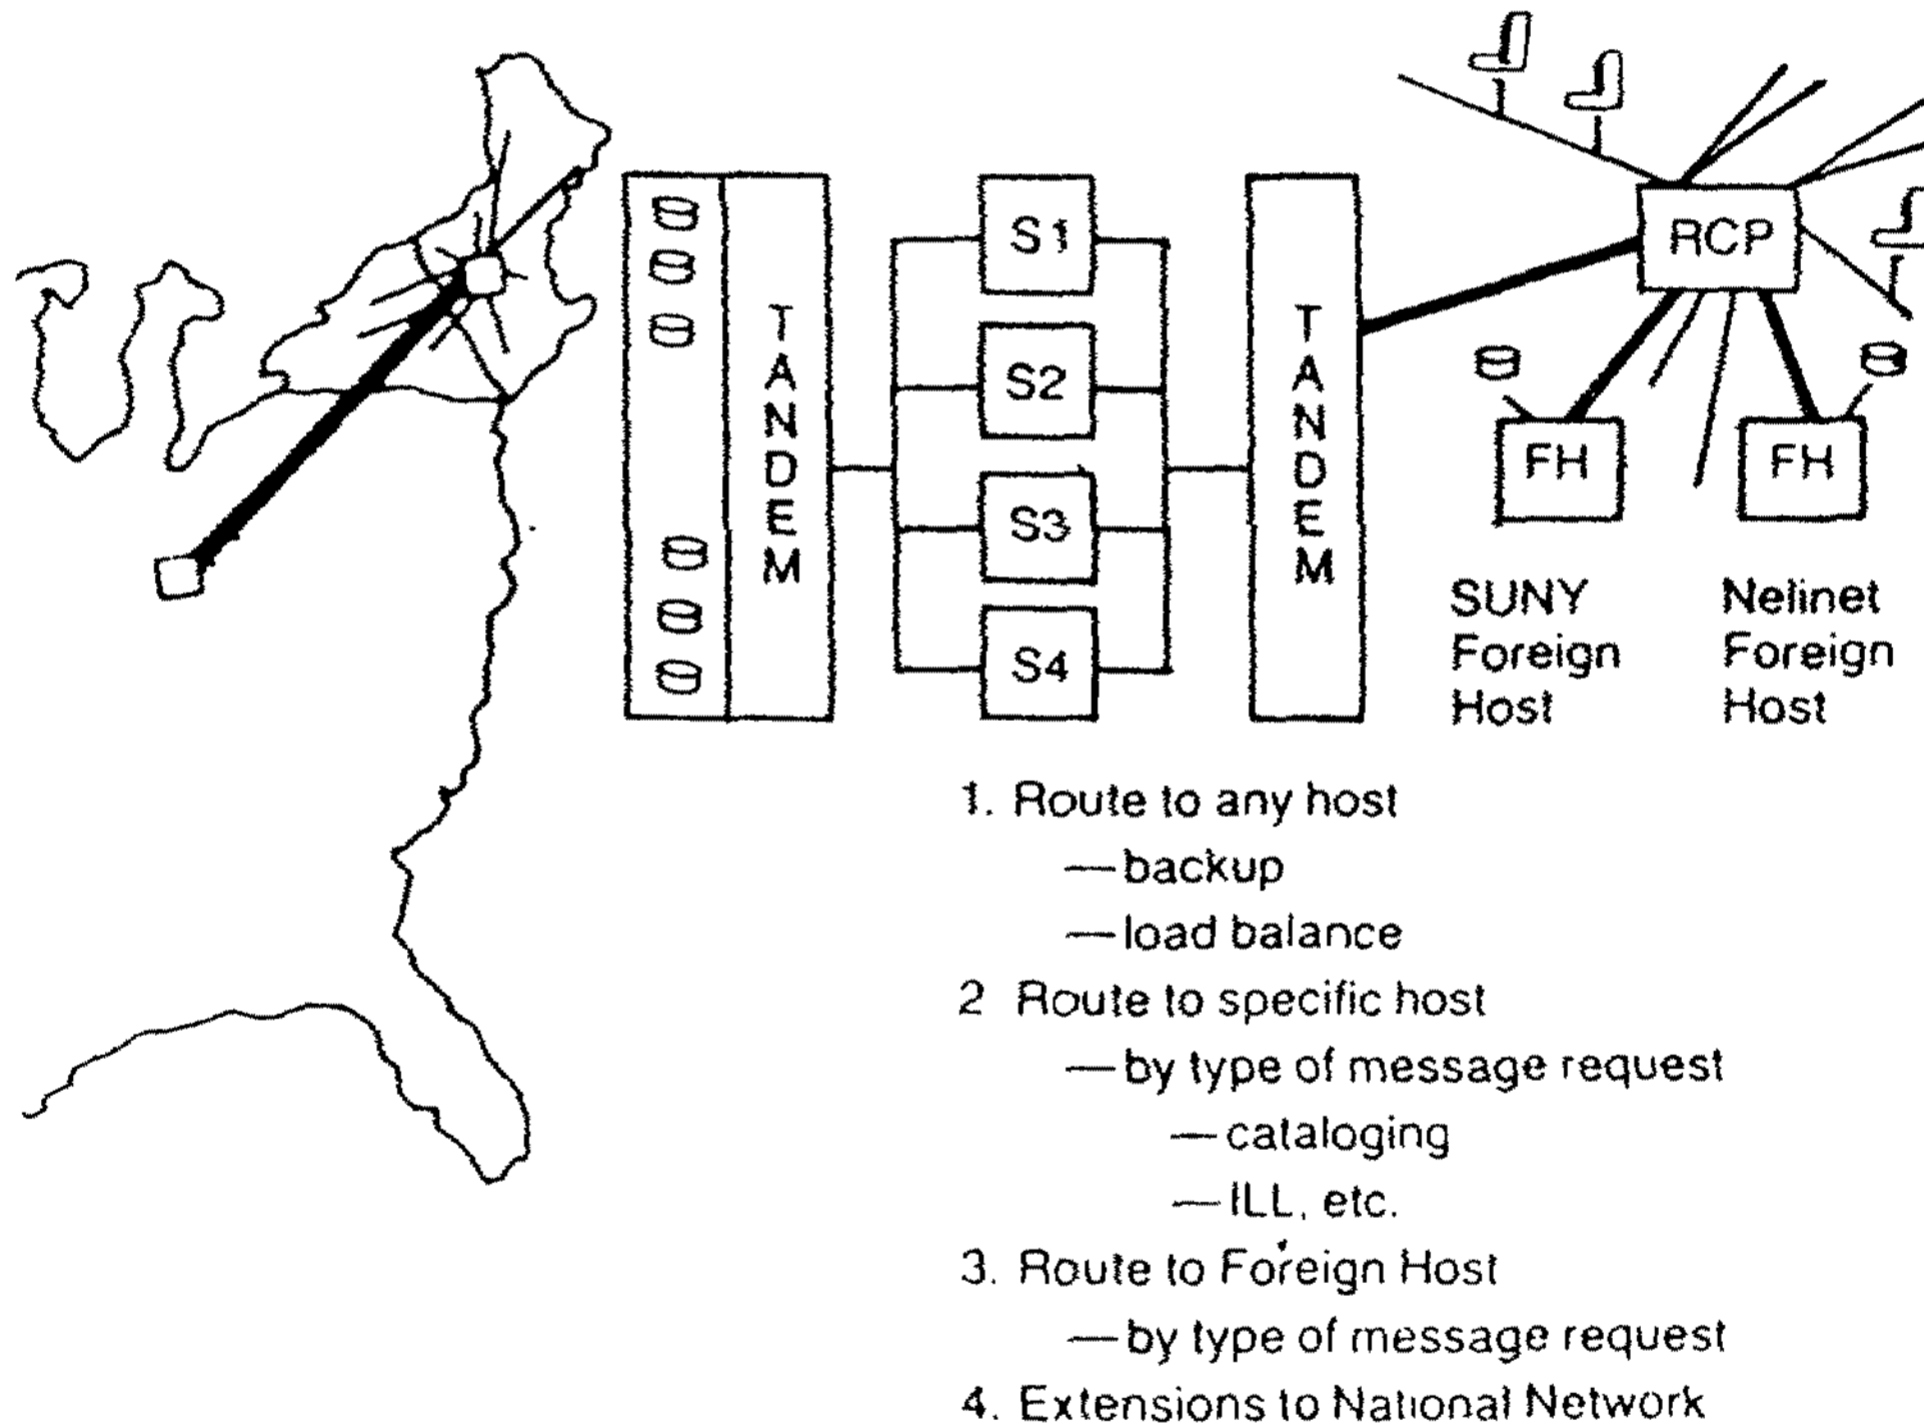 TANDEM
S1
S2
S3
S4
TANDEM
RCP
FH
FH
SUNY
Foreign
Host
Nelinet
Foreign
Host
1. Route to any host
— backup
— load balance
2 Route to specific host
— by type of message request
— cataloging
— ILL, etc.
3. Route to Foreign Host
— by type of message request
4. Extensions to National Network